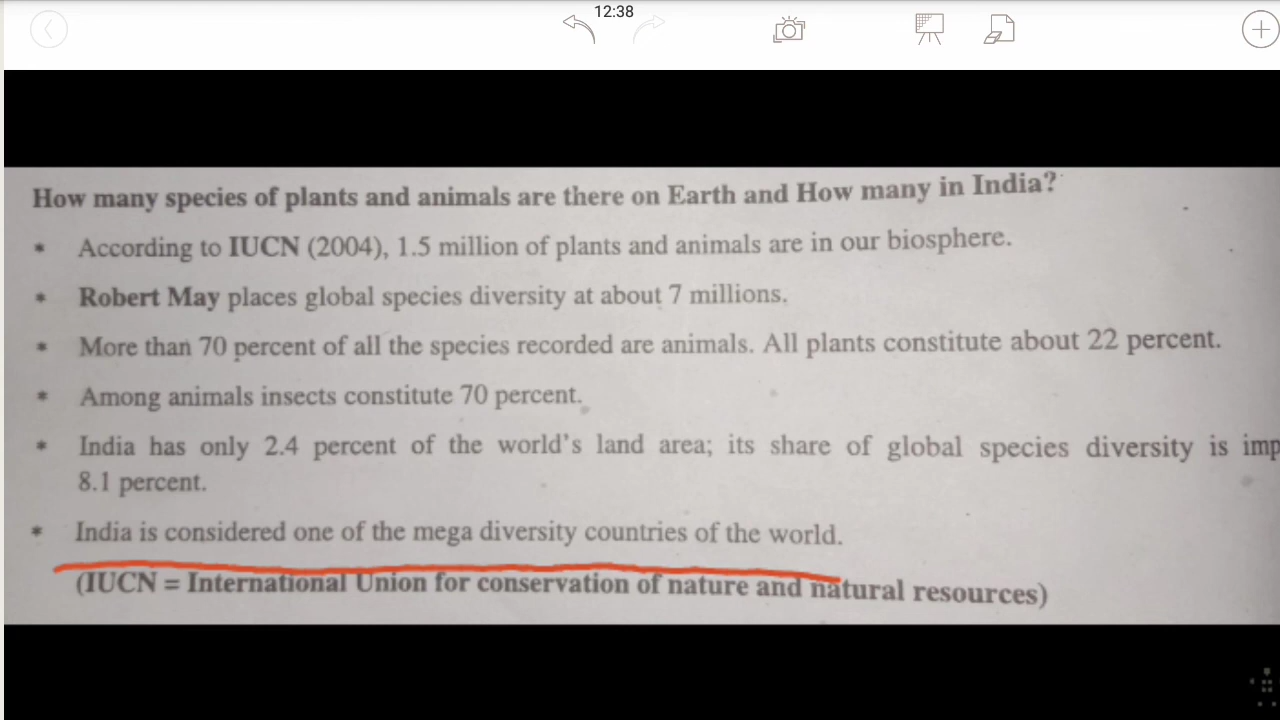 12:38
How many species of plants and animals are there on Earth and How many in India?
* According to IUCN (2004), 1.5 million of plants and animals are in our biosphere.
* Robert May places global species diversity at about 7 millions.
* More than 70 percent of all the species recorded are animals. All plants constitute about 22 percent.
* Among animals insects constitute 70 percent.
* India has only 2.4 percent of the world's land area; its share of global species diversity is imp
8.1 percent.
* India is considered one of the mega diversity countries of the world.
(IUCN = International Union for conservation of nature and natural resources)